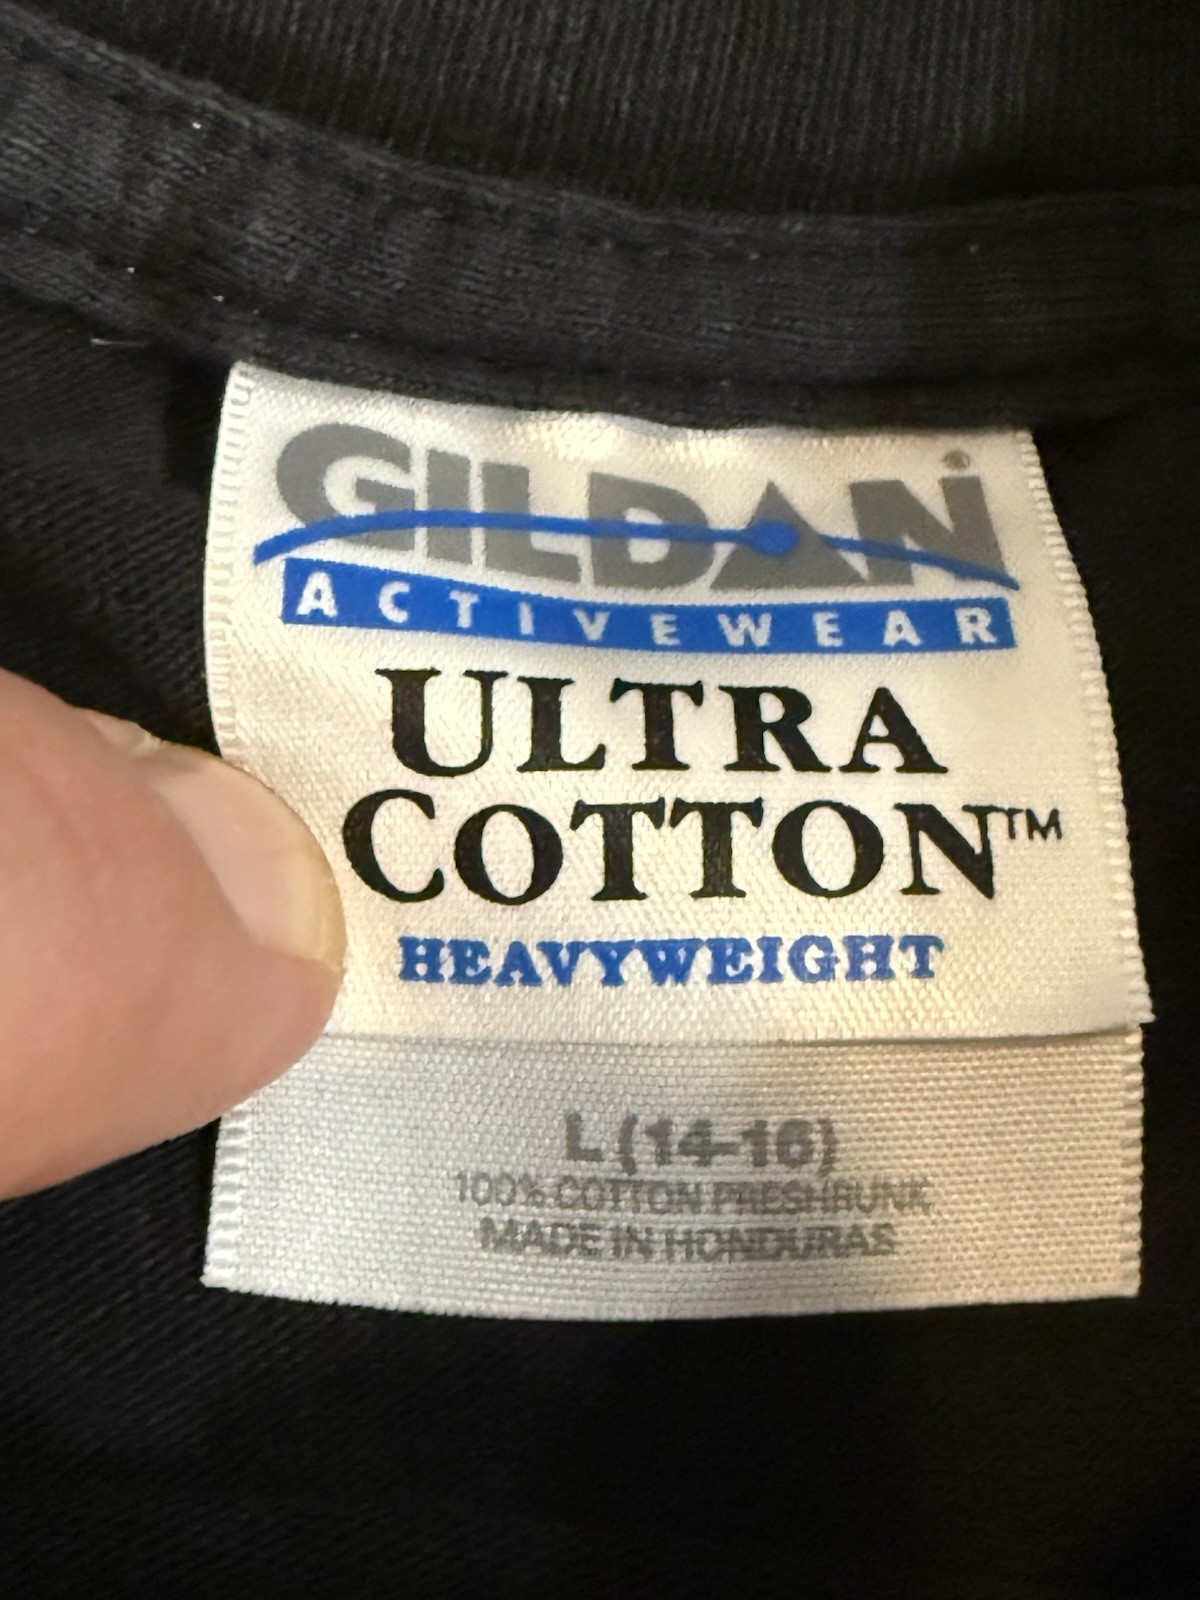 GILDAN®
ACTIVEWEAR
ULTRA
COTTON™
HEAVYWEIGHT
L (14-16)
100% COTTON PRESHRUNK
MADE IN HONDURAS